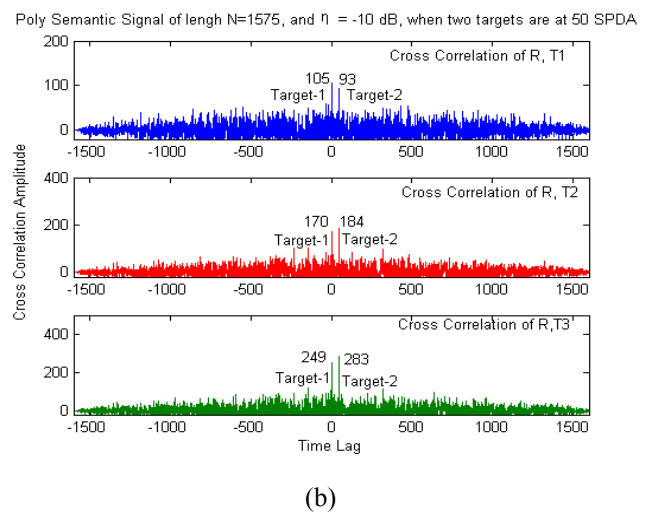 Poly Semantic Signal of lengh N=1575, and η = -10 dB, when two targets are at 50 SPDA
Cross Correlation Amplitude
200
100
0
Cross Correlation of R, T1
105 93
Target-1 Target-2
-1500 -1000 -500 0 500 1000 1500
400
200
0
Cross Correlation of R, T2
170 184
Target-1 Target-2
-1500 -1000 -500 0 500 1000 1500
400
200
0
Cross Correlation of R,T3
249 283
Target-1 Target-2
-1500 -1000 -500 0 500 1000 1500
Time Lag
(b)